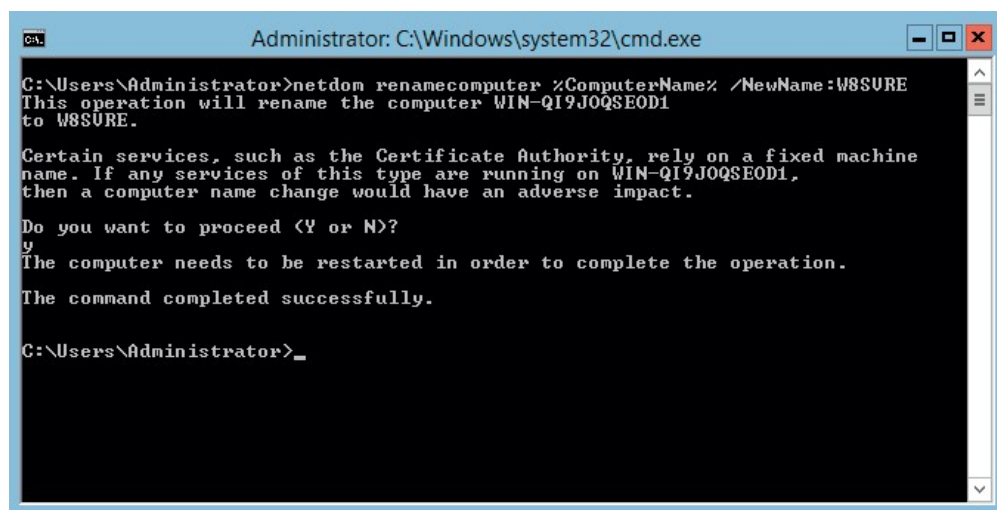 Administrator: C:\Windows\system32\cmd.exe
C:\Users\Administrator>netdom renamecomputer %ComputerName% /NewName:W8SVRE
This operation will rename the computer WIN-QI9JOQSEOD1
to W8SVRE.
Certain services, such as the Certificate Authority, rely on a fixed machine
name. If any services of this type are running on WIN-QI9JOQSEOD1,
then a computer name change would have an adverse impact.
Do you want to proceed (Y or N)?
y
The computer needs to be restarted in order to complete the operation.
The command completed successfully.
C:\Users\Administrator>_